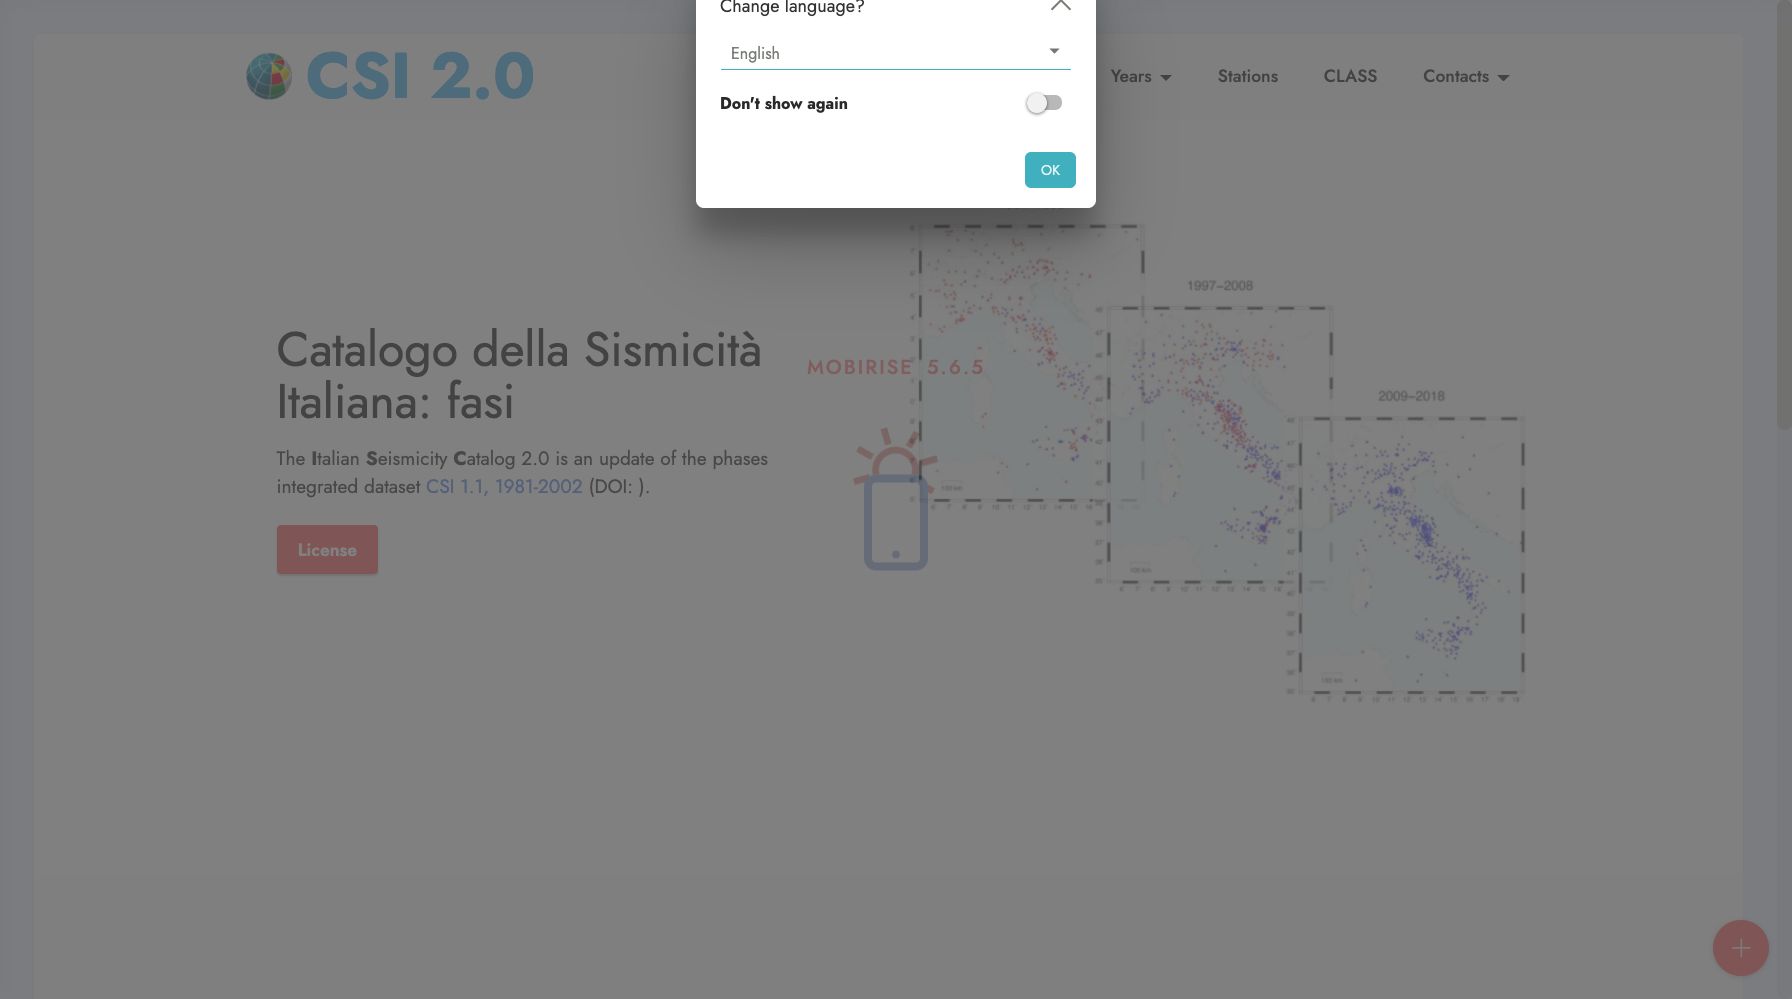 Change language?
English
Don't show again
OK
CSI 2.0
Years
Stations
CLASS
Contacts
Catalogo della Sismicità
Italiana: fasi
The Italian Seismicity Catalog 2.0 is an update of the phases
integrated dataset CSI 1.1, 1981-2002 (DOI: ).
License
MOBIRISE 5.6.5
1997-2008
2009-2018